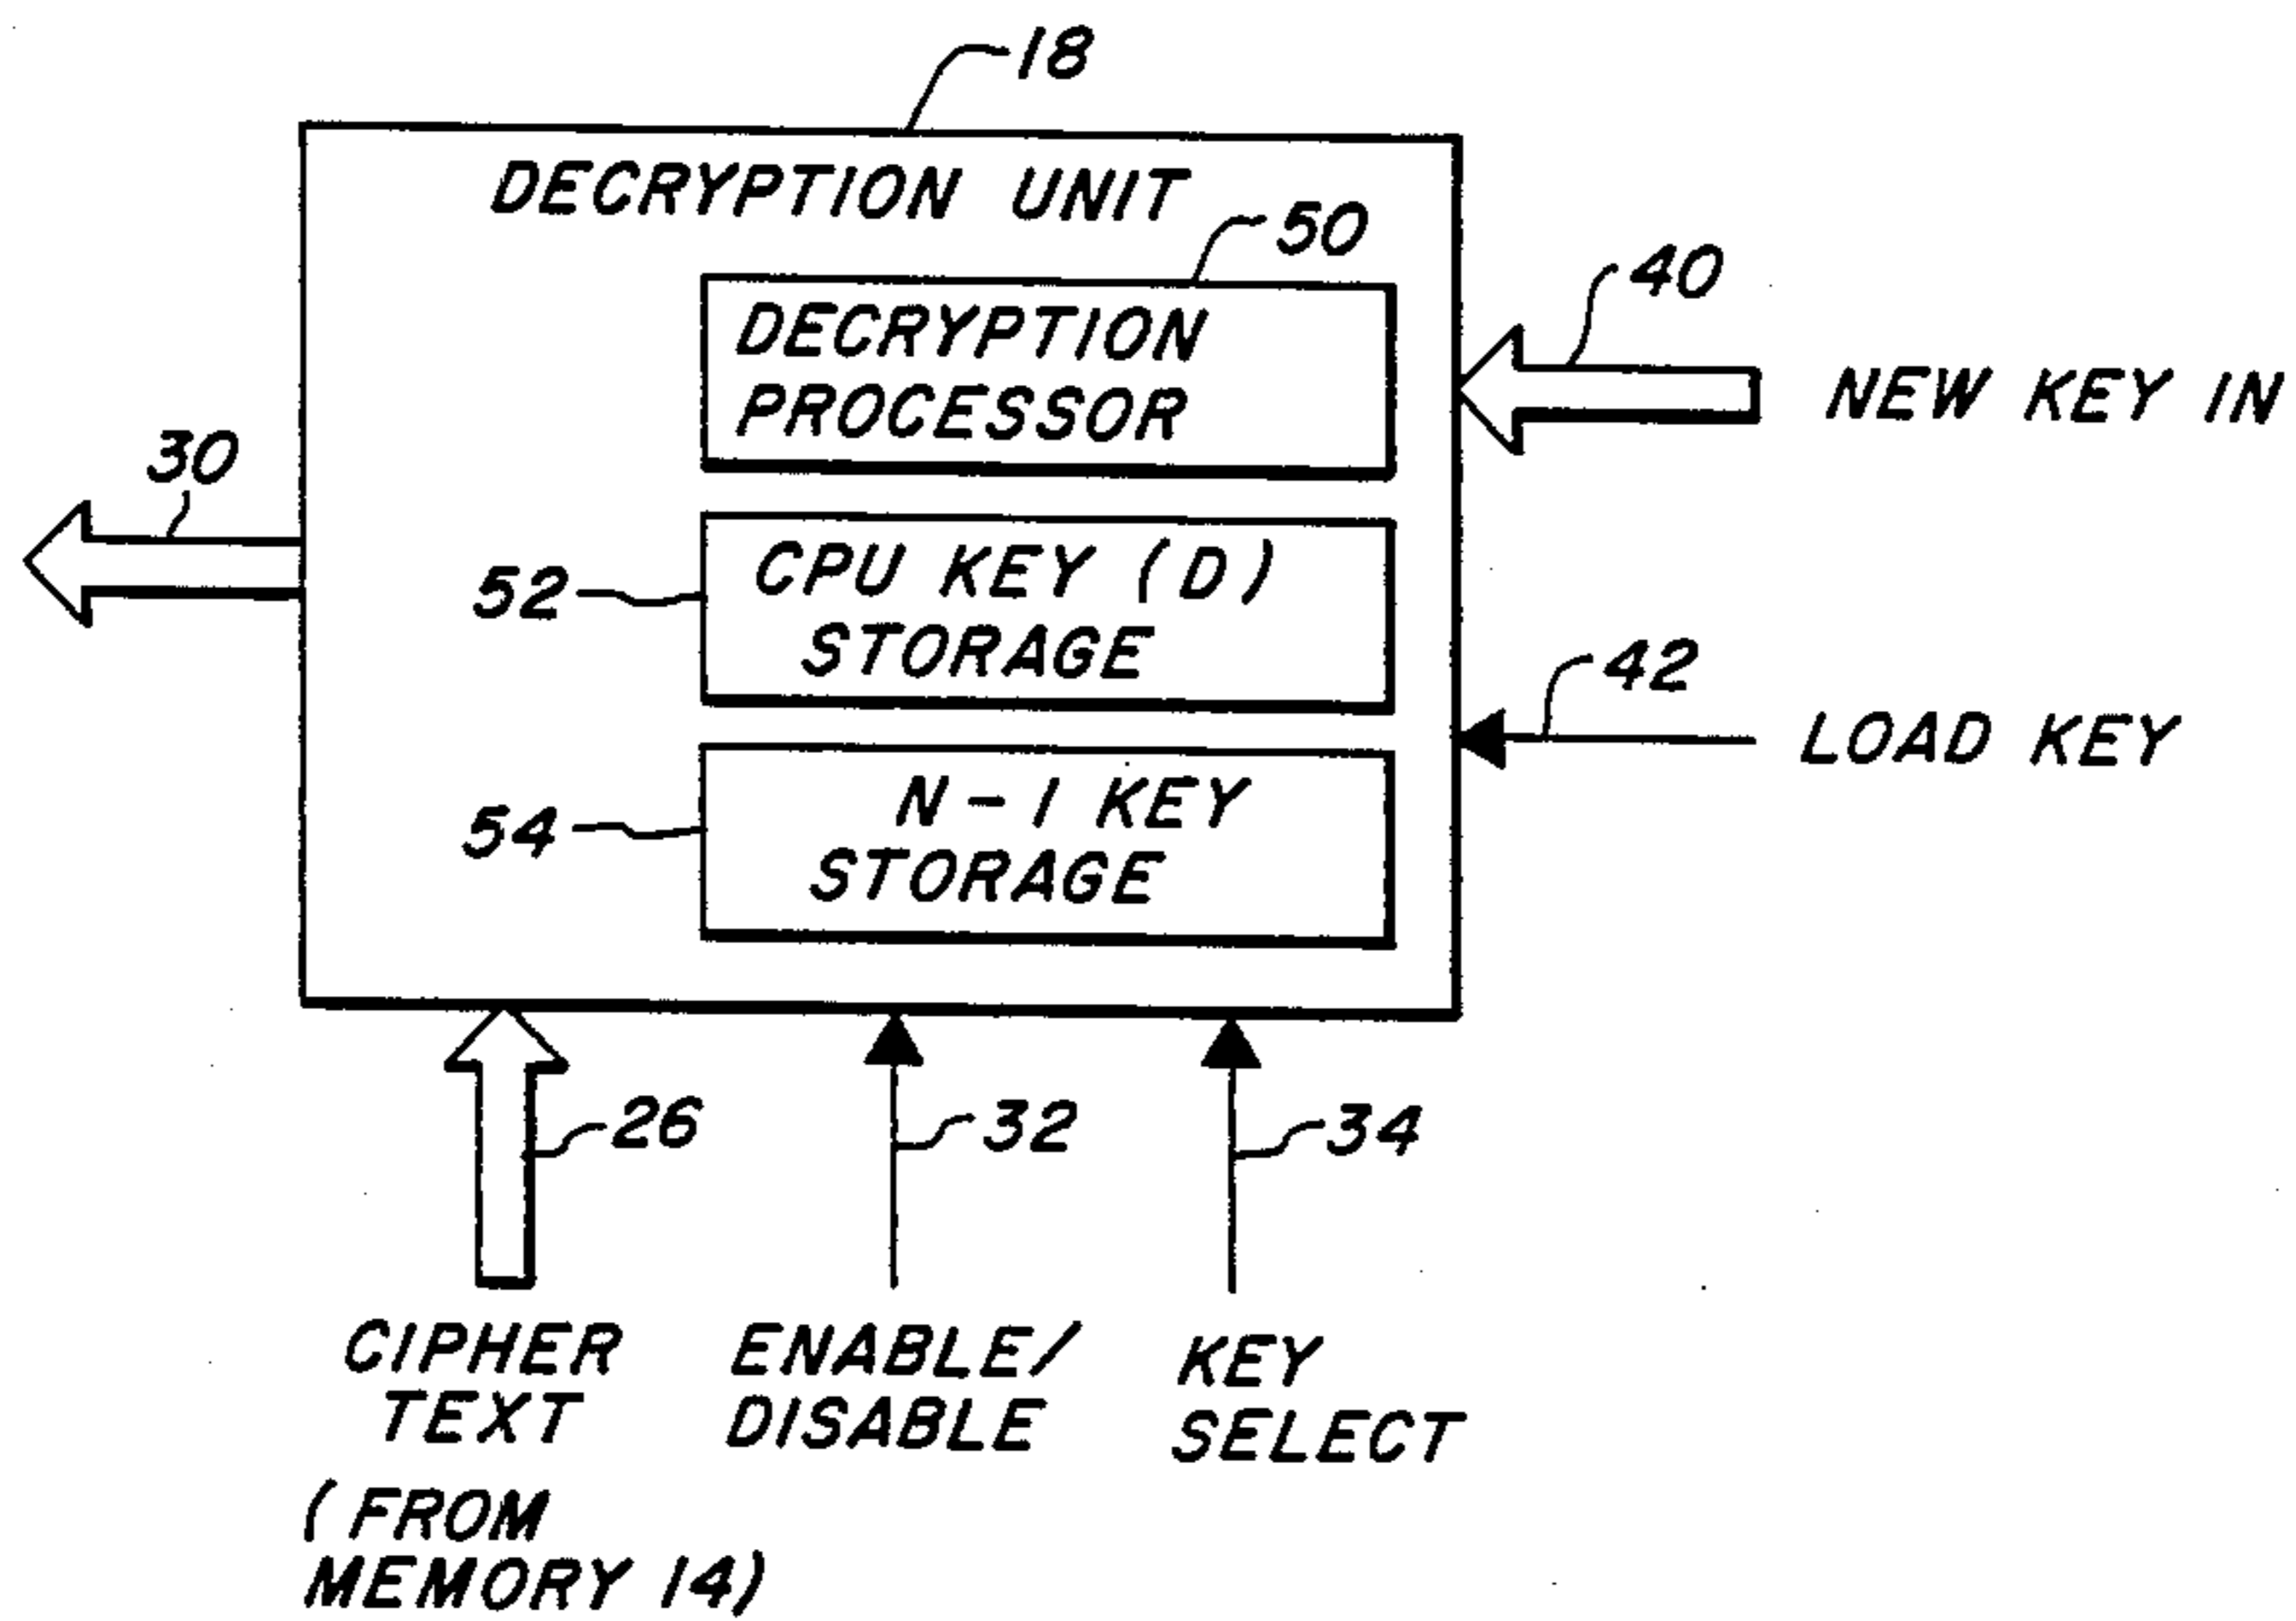 18
DECRYPTION UNIT
50
DECRYPTION
PROCESSOR
40
NEW KEY IN
30
52
CPU KEY (D)
STORAGE
42
LOAD KEY
54
N-1 KEY
STORAGE
26
32
34
CIPHER
TEXT
(FROM
MEMORY 14)
ENABLE/
DISABLE
KEY
SELECT